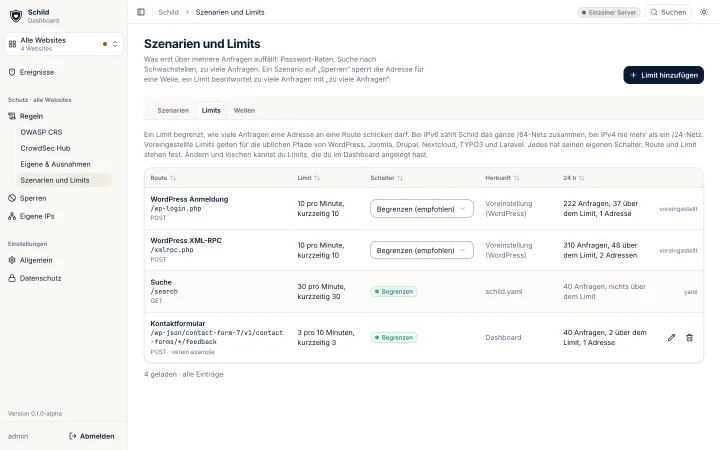 Schild
Dashboard
Schild > Szenarien und Limits
Einzelner Server
Suchen
Alle Websites
4 Websites
Ereignisse
Schutz · alle Websites
Regeln
OWASP CRS
CrowdSec Hub
Eigene & Ausnahmen
Szenarien und Limits
Sperren
Eigene IPs
Einstellungen
Allgemein
Datenschutz
Version 0.1.0-alpha
admin
Abmelden
Szenarien und Limits
Was erst über mehrere Anfragen auffällt: Passwort-Raten, Suche nach
Schwachstellen, zu viele Anfragen. Ein Szenario auf „Sperren“ sperrt die Adresse für
eine Weile, ein Limit beantwortet zu viele Anfragen mit „zu viele Anfragen“.
+ Limit hinzufügen
Szenarien Limits Wellen
Ein Limit begrenzt, wie viele Anfragen eine Adresse an eine Route schicken darf. Bei IPv6 zählt Schild das ganze /64-Netz zusammen, bei IPv4 nie mehr als ein /24-Netz.
Voreingestellte Limits gelten für die üblichen Pfade von WordPress, Joomla, Drupal, Nextcloud, TYPO3 und Laravel. Jedes hat seinen eigenen Schalter, Route und Limit
stehen fest. Ändern und löschen kannst du Limits, die du im Dashboard angelegt hast.
Route Limit Schalter Herkunft 24 h
WordPress Anmeldung
/wp-login.php
POST
10 pro Minute,
kurzzeitig 10
Begrenzen (empfohlen)
Voreinstellung
(WordPress)
222 Anfragen, 37 über
dem Limit, 1 Adresse
voreingestellt
WordPress XML-RPC
/xmlrpc.php
POST
10 pro Minute,
kurzzeitig 10
Begrenzen (empfohlen)
Voreinstellung
(WordPress)
310 Anfragen, 48 über
dem Limit, 2 Adressen
voreingestellt
Suche
/search
GET
30 pro Minute,
kurzzeitig 30
Begrenzen
schild.yaml
40 Anfragen, nichts über
dem Limit
yaml
Kontaktformular
/wp-json/contact-form-7/v1/contact
-forms/*/feedback
POST · verein.example
3 pro 10 Minuten,
kurzzeitig 3
Begrenzen
Dashboard
40 Anfragen, 2 über dem
Limit, 1 Adresse
4 geladen · alle Einträge